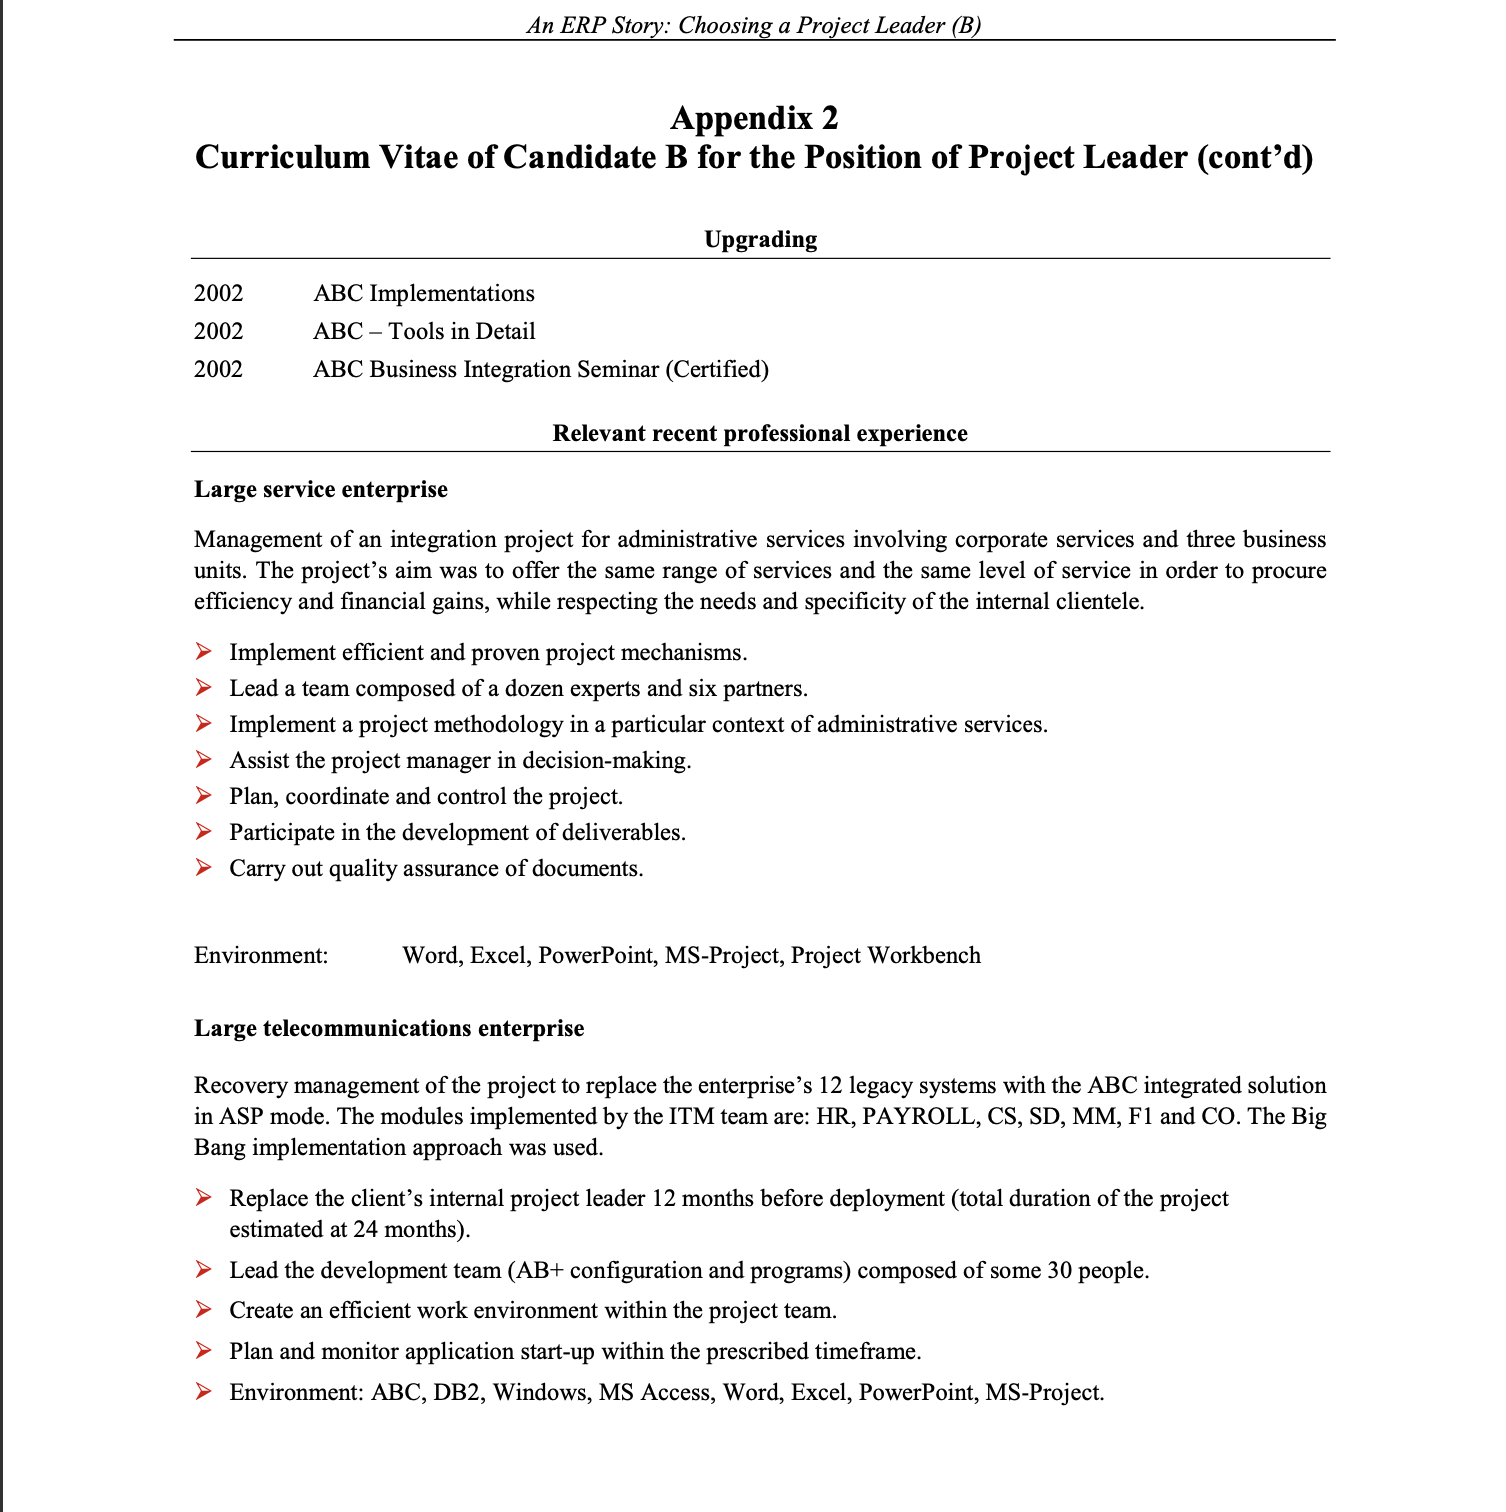 An ERP Story: Choosing a Project Leader (B)
Appendix 2
Curriculum Vitae of Candidate B for the Position of Project Leader (cont’d)
Upgrading
2002 ABC Implementations
2002 ABC – Tools in Detail
2002 ABC Business Integration Seminar (Certified)
Relevant recent professional experience
Large service enterprise
Management of an integration project for administrative services involving corporate services and three business
units. The project’s aim was to offer the same range of services and the same level of service in order to procure
efficiency and financial gains, while respecting the needs and specificity of the internal clientele.
➢ Implement efficient and proven project mechanisms.
➢ Lead a team composed of a dozen experts and six partners.
➢ Implement a project methodology in a particular context of administrative services.
➢ Assist the project manager in decision-making.
➢ Plan, coordinate and control the project.
➢ Participate in the development of deliverables.
➢ Carry out quality assurance of documents.
Environment: Word, Excel, PowerPoint, MS-Project, Project Workbench
Large telecommunications enterprise
Recovery management of the project to replace the enterprise’s 12 legacy systems with the ABC integrated solution
in ASP mode. The modules implemented by the ITM team are: HR, PAYROLL, CS, SD, MM, F1 and CO. The Big
Bang implementation approach was used.
➢ Replace the client’s internal project leader 12 months before deployment (total duration of the project
estimated at 24 months).
➢ Lead the development team (AB+ configuration and programs) composed of some 30 people.
➢ Create an efficient work environment within the project team.
➢ Plan and monitor application start-up within the prescribed timeframe.
➢ Environment: ABC, DB2, Windows, MS Access, Word, Excel, PowerPoint, MS-Project.